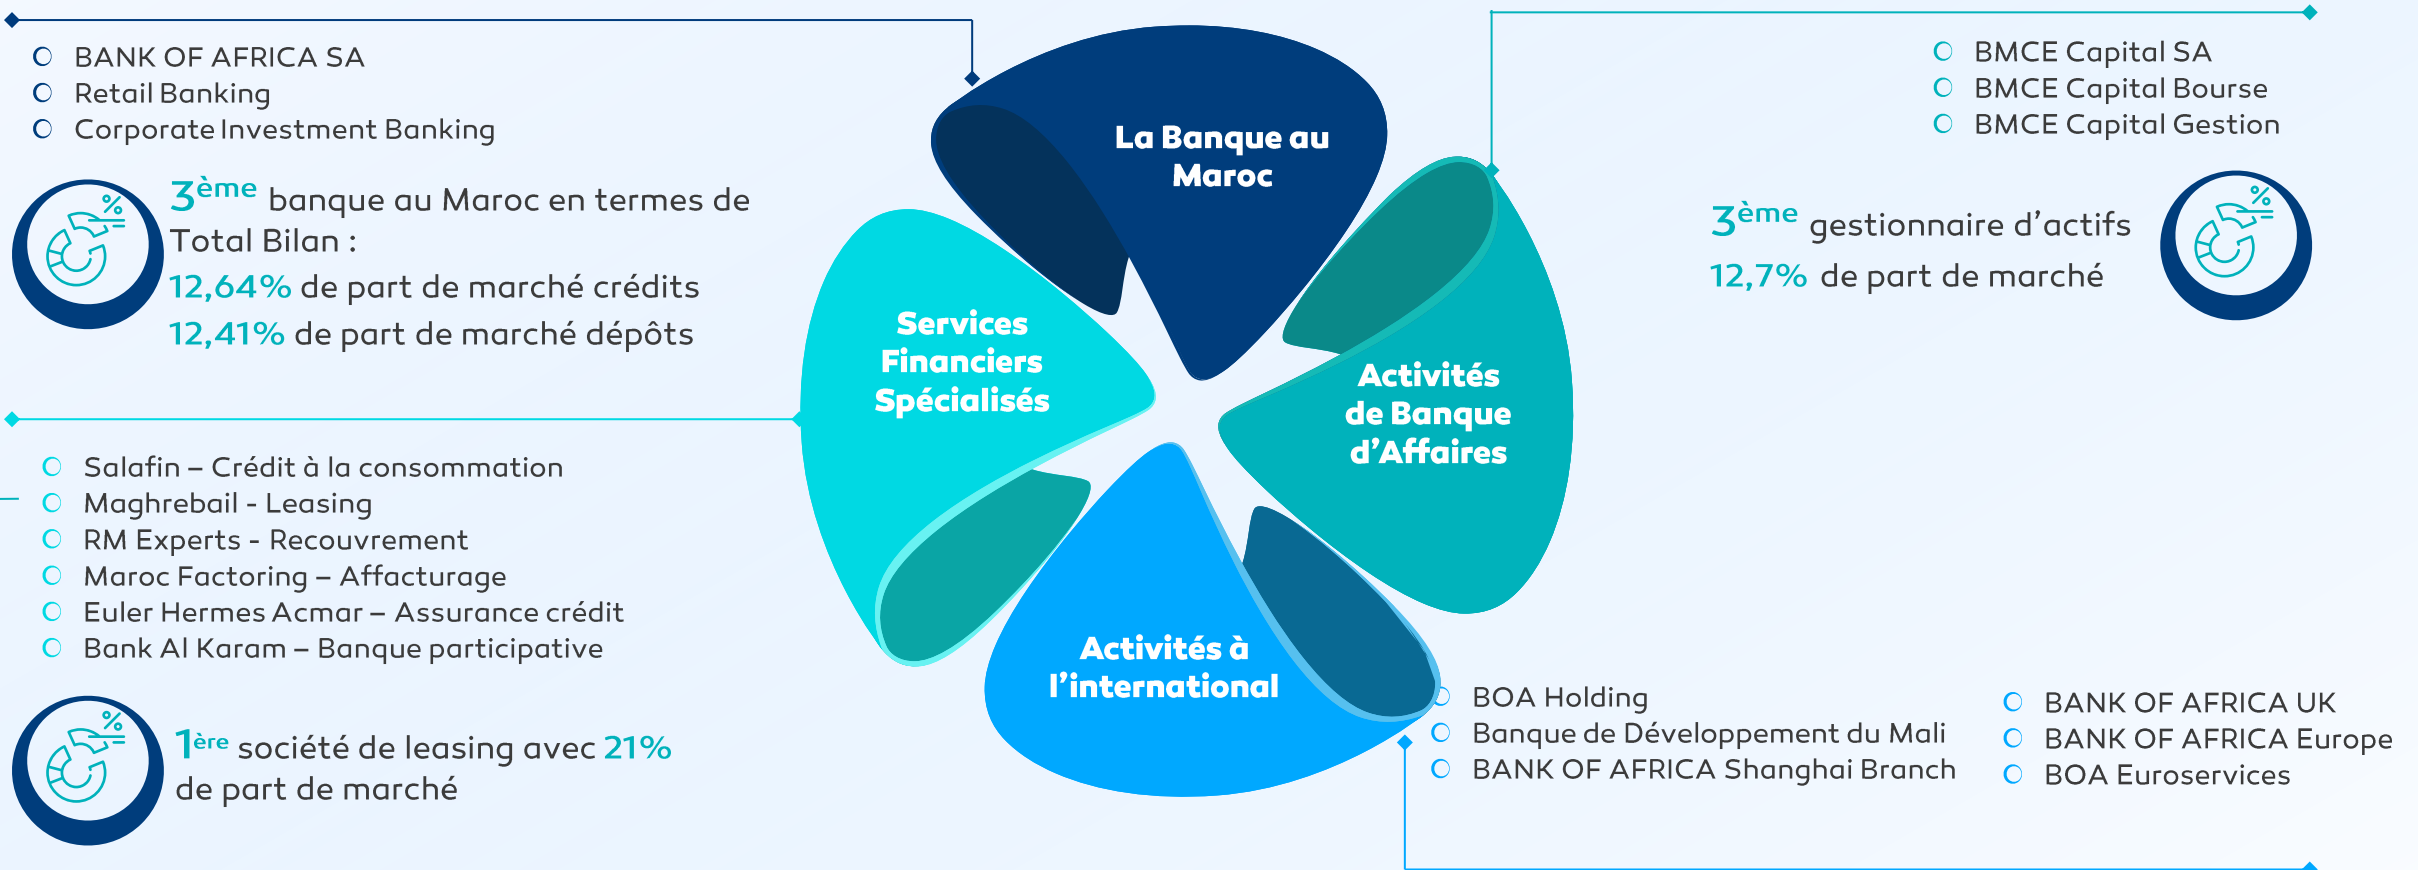 BANK OF AFRICA SA
Retail Banking
Corporate Investment Banking
3ème banque au Maroc en termes de
Total Bilan :
12,64% de part de marché crédits
12,41% de part de marché dépôts
La Banque au
Maroc
BMCE Capital SA
BMCE Capital Bourse
BMCE Capital Gestion
3ème gestionnaire d’actifs
12,7% de part de marché
%
%
Services
Financiers
Spécialisés
Activités
de Banque
d’Affaires
Salafin – Crédit à la consommation
Maghrebail - Leasing
RM Experts - Recouvrement
Maroc Factoring – Affacturage
Euler Hermes Acmar – Assurance crédit
Bank Al Karam – Banque participative
%
1ère société de leasing avec 21%
de part de marché
Activités à
l’international
BOA Holding
Banque de Développement du Mali
BANK OF AFRICA Shanghai Branch
BANK OF AFRICA UK
BANK OF AFRICA Europe
BOA Euroservices